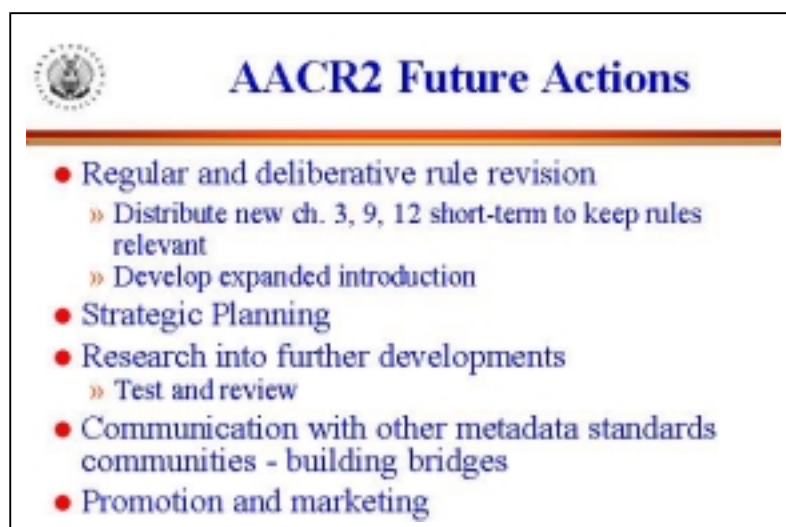 AACR2 Future Actions
• Regular and deliberative rule revision
» Distribute new ch. 3, 9, 12 short-term to keep rules
relevant
» Develop expanded introduction
• Strategic Planning
• Research into further developments
» Test and review
• Communication with other metadata standards
communities - building bridges
• Promotion and marketing